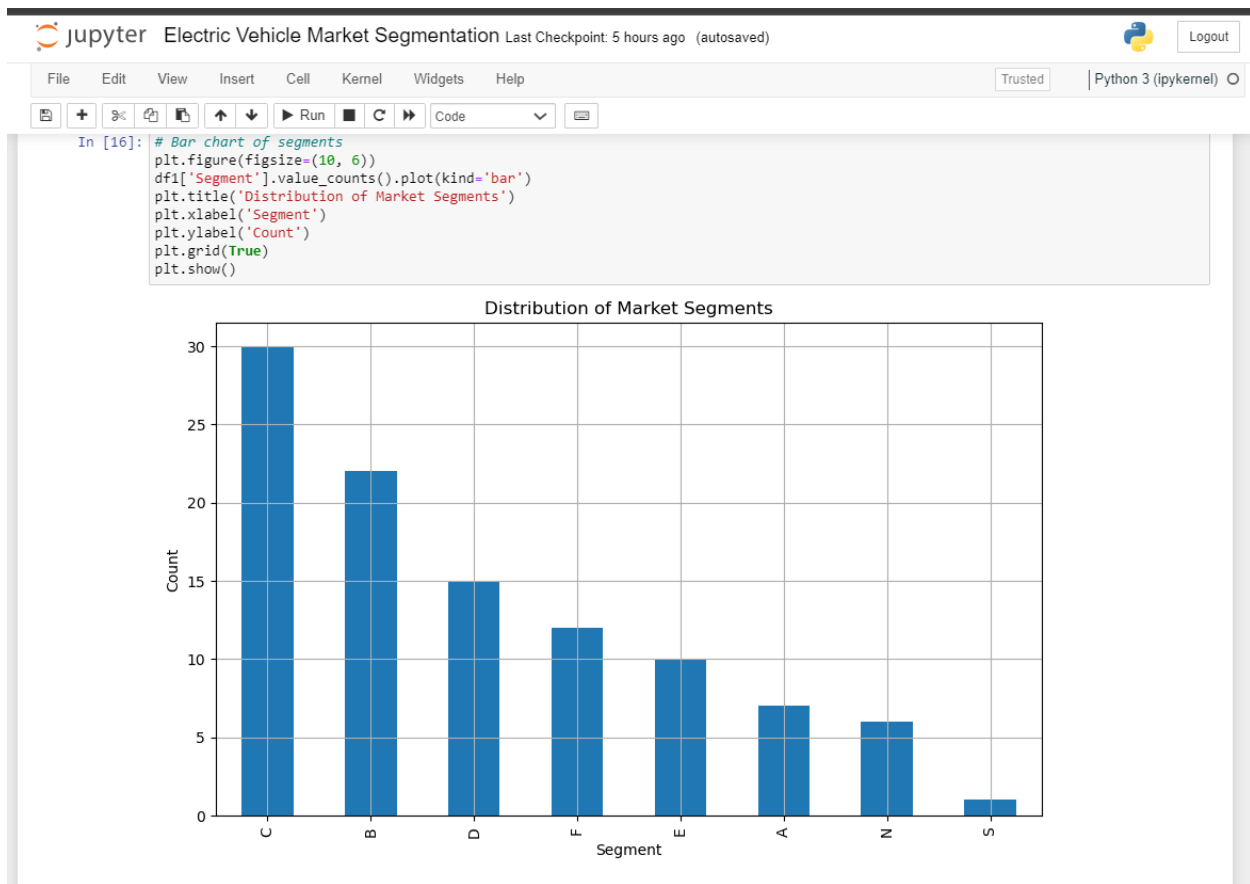 jupyter Electric Vehicle Market Segmentation Last Checkpoint: 5 hours ago (autosaved)
Logout
File Edit View Insert Cell Kernel Widgets Help
Trusted Python 3 (ipykernel)
Run Code
In [16]: # Bar chart of segments
plt.figure(figsize=(10, 6))
df1['Segment'].value_counts().plot(kind='bar')
plt.title('Distribution of Market Segments')
plt.xlabel('Segment')
plt.ylabel('Count')
plt.grid(True)
plt.show()
Distribution of Market Segments
30
25
20
15
10
5
0
Count
C B D F E A N S
Segment